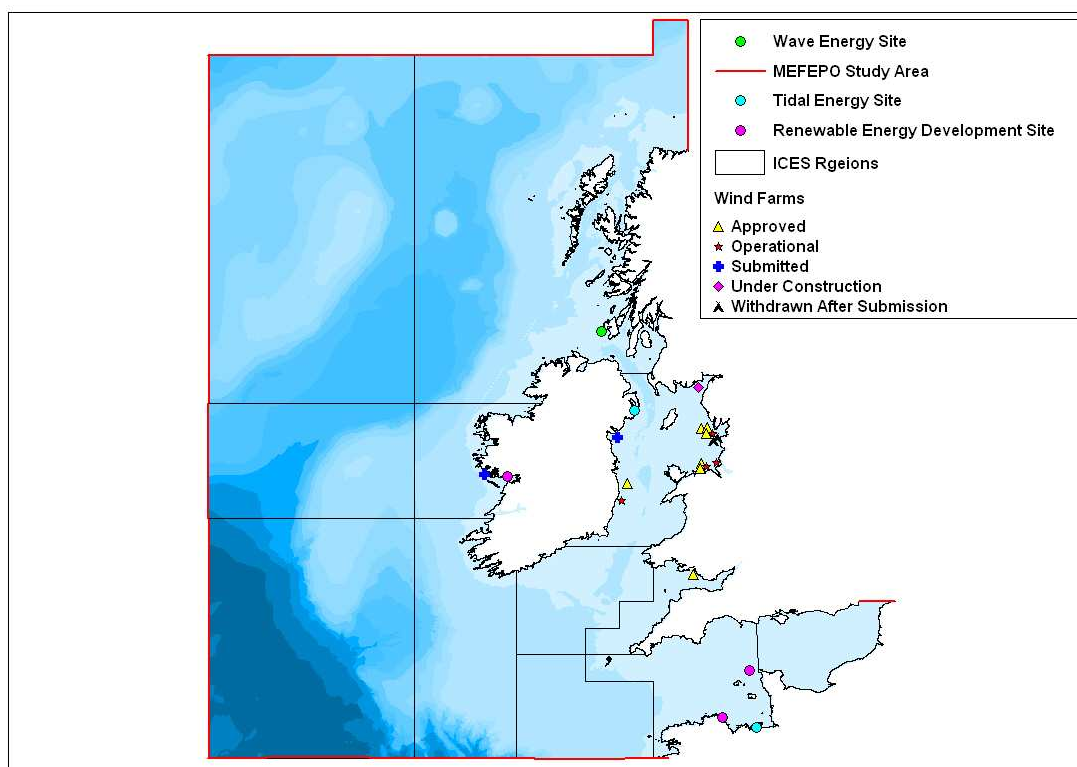 Wave Energy Site
MEFEPO Study Area
Tidal Energy Site
Renewable Energy Development Site
ICES Rgeions
Wind Farms
Approved
Operational
Submitted
Under Construction
Withdrawn After Submission